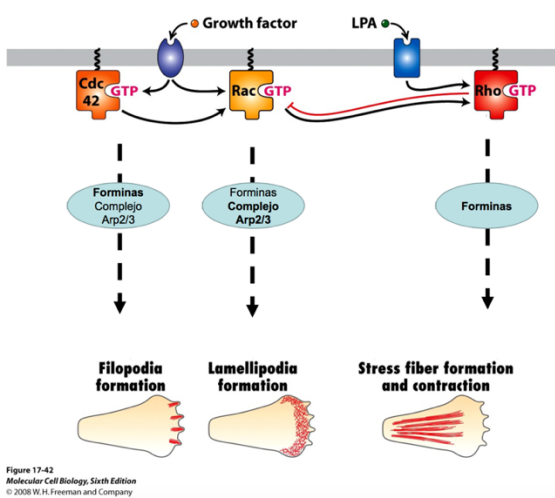 Growth factor
LPA
Cdc
42
GTP
Rac
GTP
Rho
GTP
Forminas
Complejo
Arp2/3
Forminas
Complejo
Arp2/3
Forminas
Filopodia
formation
Lamellipodia
formation
Stress fiber formation
and contraction
Figure 17-42
Molecular Cell Biology, Sixth Edition
© 2008 W. H. Freeman and Company